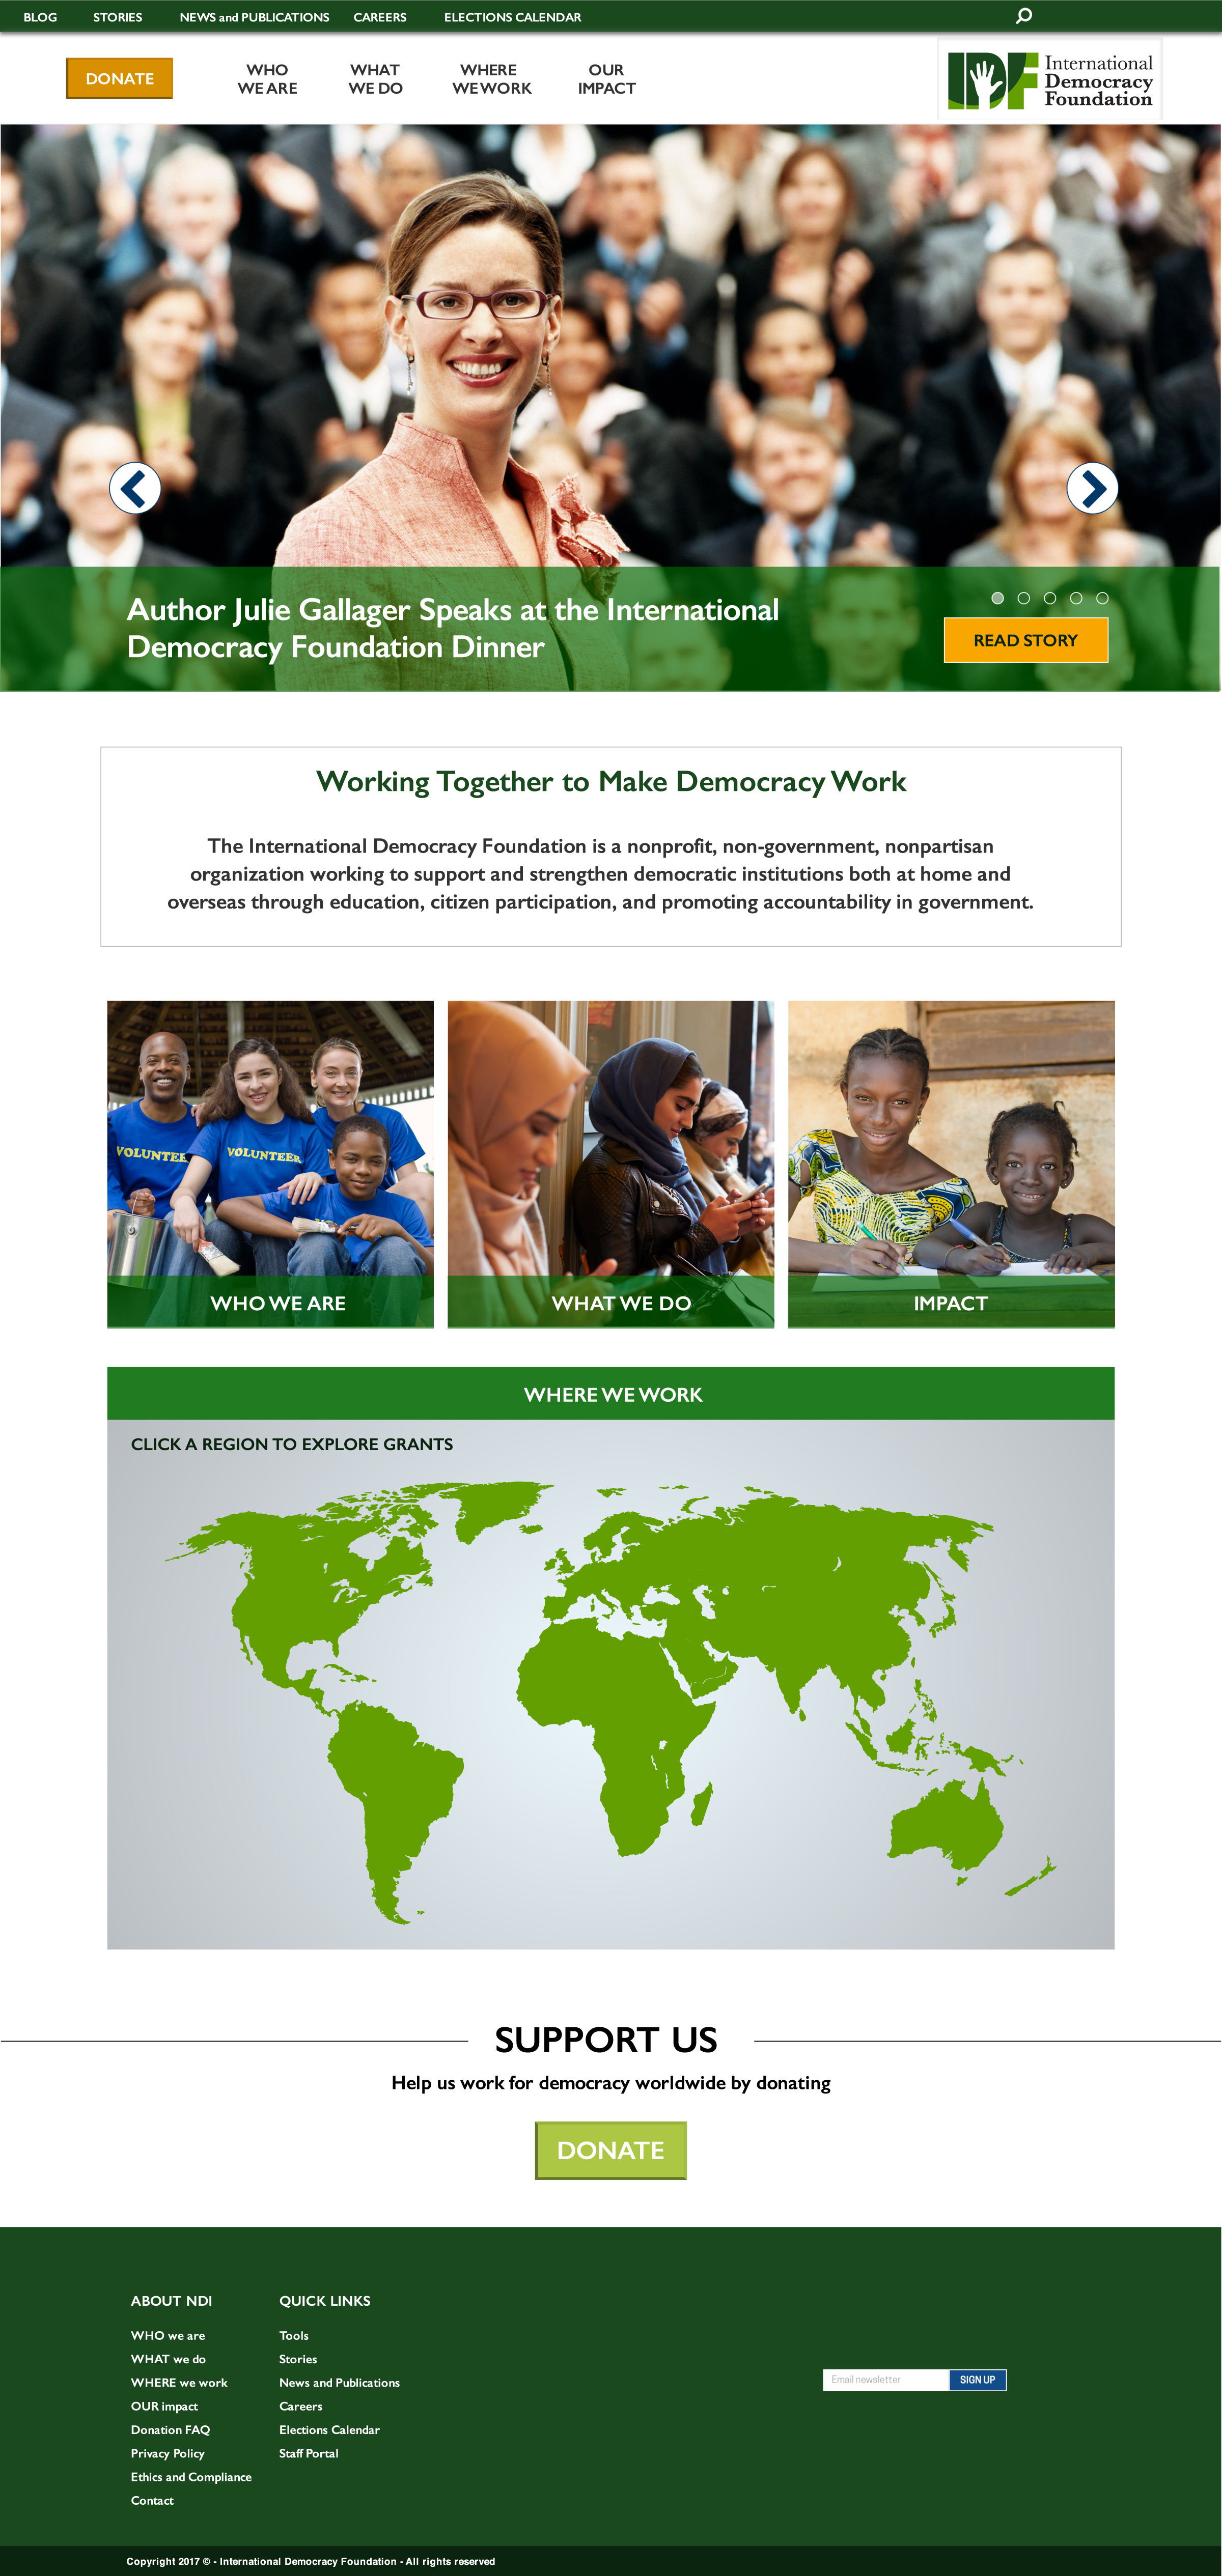 BLOG
STORIES
NEWS and PUBLICATIONS
CAREERS
ELECTIONS CALENDAR
DONATE
WHO
WE ARE
WHAT
WE DO
WHERE
WE WORK
OUR
IMPACT
IDF
International
Democracy
Foundation
Author Julie Gallager Speaks at the International
Democracy Foundation Dinner
READ STORY
Working Together to Make Democracy Work
The International Democracy Foundation is a nonprofit, non-government, nonpartisan
organization working to support and strengthen democratic institutions both at home and
overseas through education, citizen participation, and promoting accountability in government.
VOLUNTEE
VOLUNTEER
WHO WE ARE
WHAT WE DO
IMPACT
WHERE WE WORK
CLICK A REGION TO EXPLORE GRANTS
SUPPORT US
Help us work for democracy worldwide by donating
DONATE
ABOUT NDI
WHO we are
WHAT we do
WHERE we work
OUR impact
Donation FAQ
Privacy Policy
Ethics and Compliance
Contact
QUICK LINKS
Tools
Stories
News and Publications
Careers
Elections Calendar
Staff Portal
Email newsletter
SIGN UP
Copyright 2017 © - International Democracy Foundation - All rights reserved